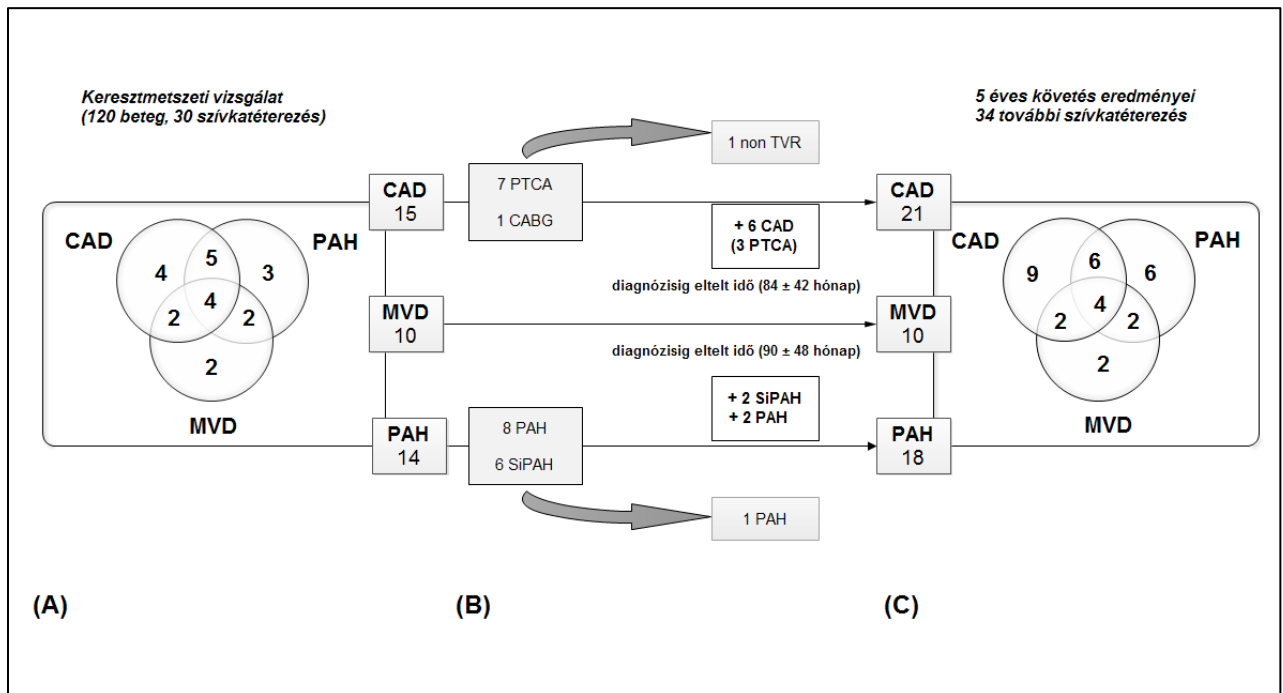 Keresztmetszeti vizsgálat
(120 beteg, 30 szívkatéterezés)
5 éves követés eredményei
34 további szívkatéterezés
1 non TVR
CAD
15
7 PTCA
1 CABG
CAD
21
+ 6 CAD
(3 PTCA)
CAD
PAH
4
5
3
4
2
2
2
MVD
diagnózisig eltelt idő (84 ± 42 hónap)
MVD
10
MVD
10
diagnózisig eltelt idő (90 ± 48 hónap)
CAD
PAH
9
6
6
4
2
2
2
MVD
+ 2 SiPAH
+ 2 PAH
PAH
14
8 PAH
6 SiPAH
PAH
18
1 PAH
(A)
(B)
(C)